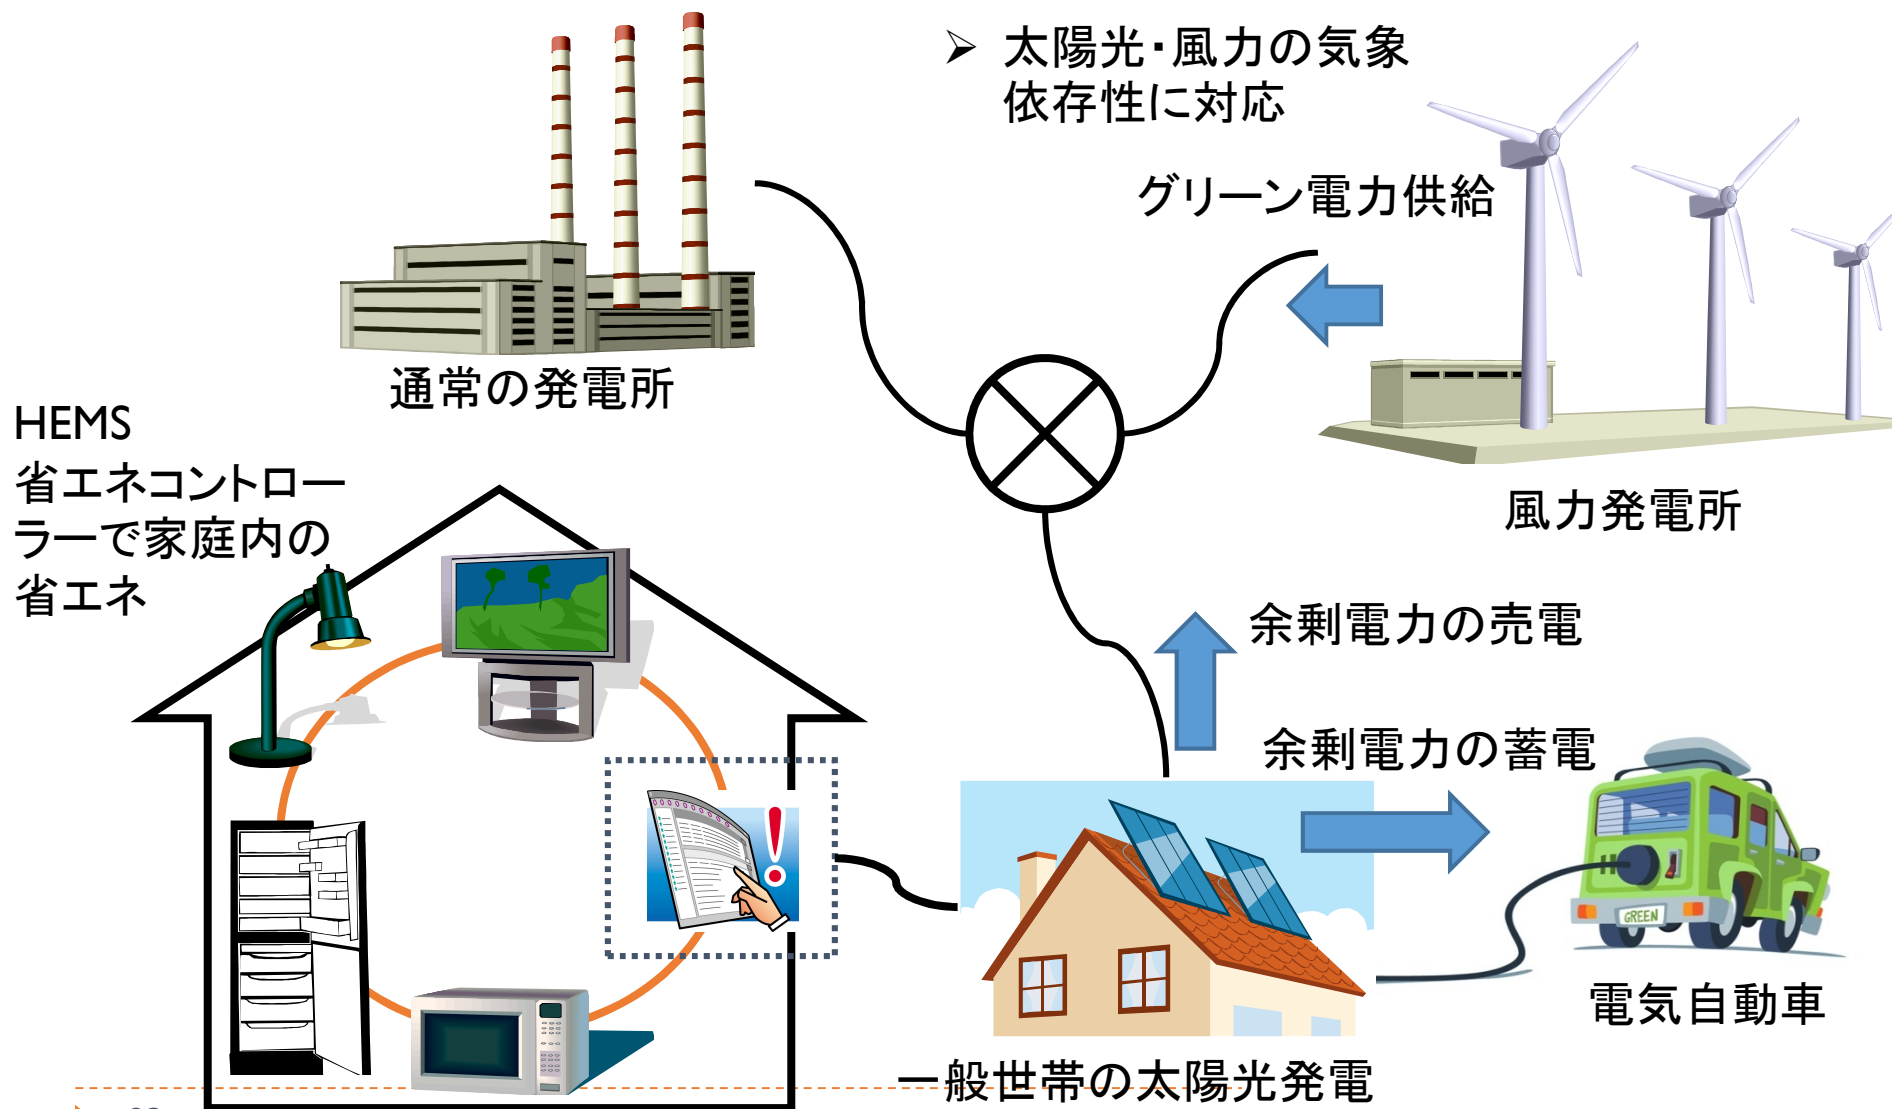 ➢ 太陽光・風力の気象
依存性に対応
グリーン電力供給
通常の発電所
HEMS
省エネコントロー
ラーで家庭内の
省エネ
風力発電所
余剰電力の売電
余剰電力の蓄電
GREEN
電気自動車
一般世帯の太陽光発電